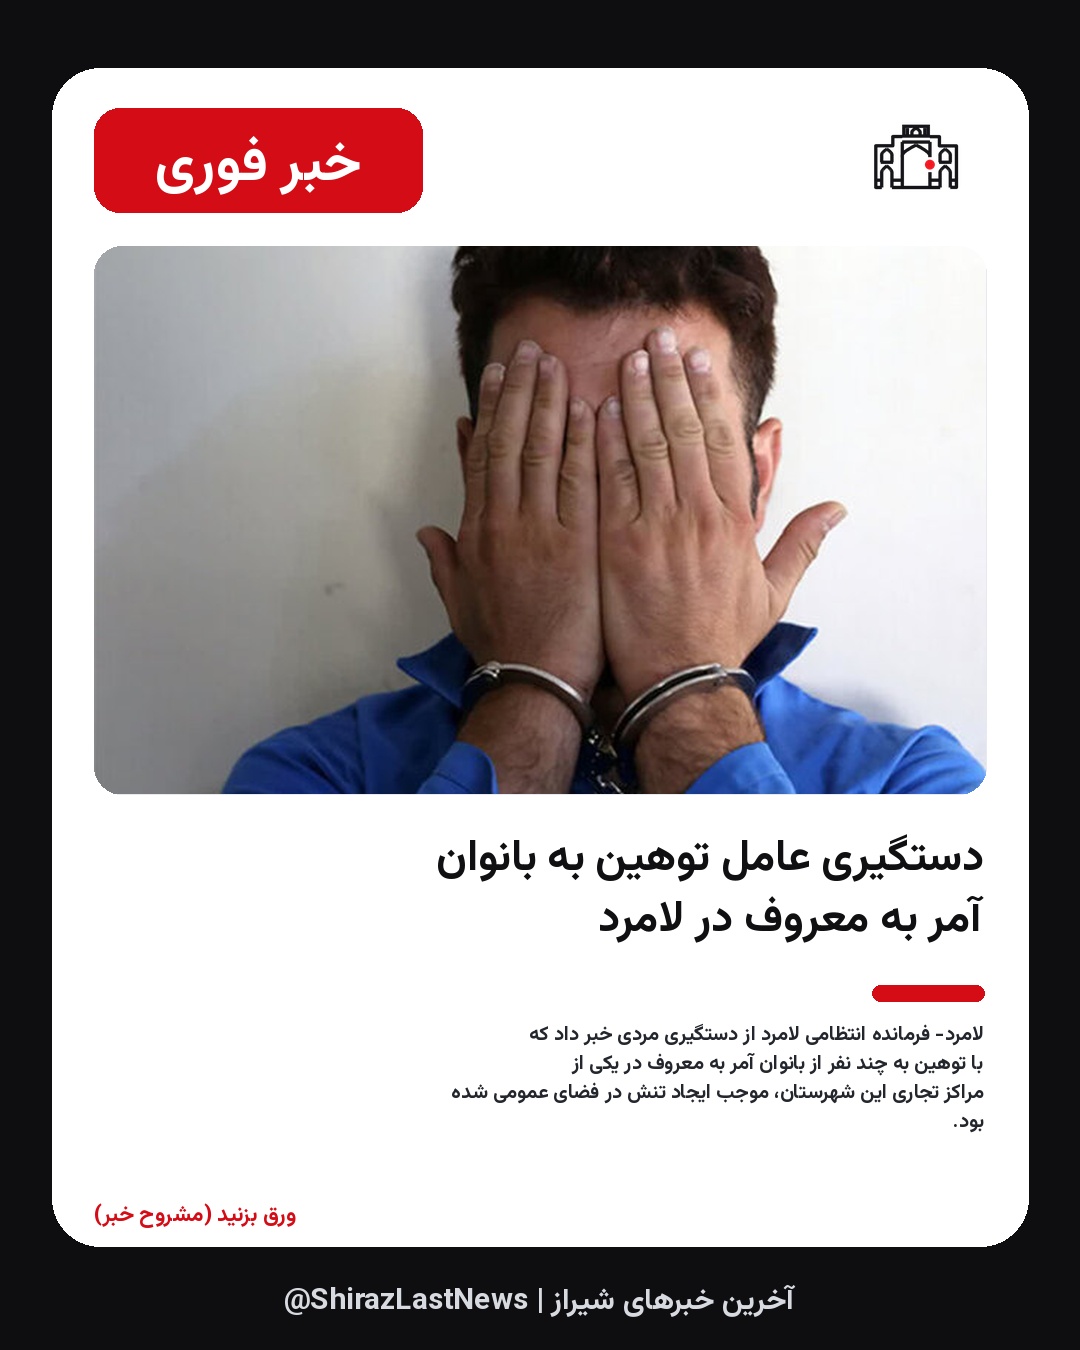 خبر فوری
دستگیری عامل توهین به بانوان
آمر به معروف در لامرد
لامرد- فرمانده انتظامی لامرد از دستگیری مردی خبر داد که
با توهین به چند نفر از بانوان آمر به معروف در یکی از
مراکز تجاری این شهرستان، موجب ایجاد تنش در فضای عمومی شده
بود.
ورق بزنید (مشروح خبر)
آخرین خبرهای شیراز | @ShirazLastNews